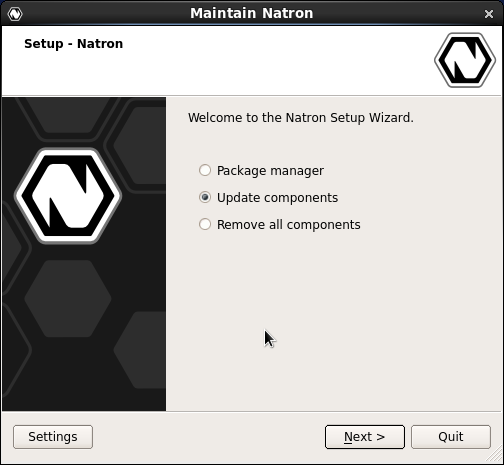 Maintain Natron
Setup - Natron
Welcome to the Natron Setup Wizard.
Package manager
Update components
Remove all components
Settings
Next >
Quit